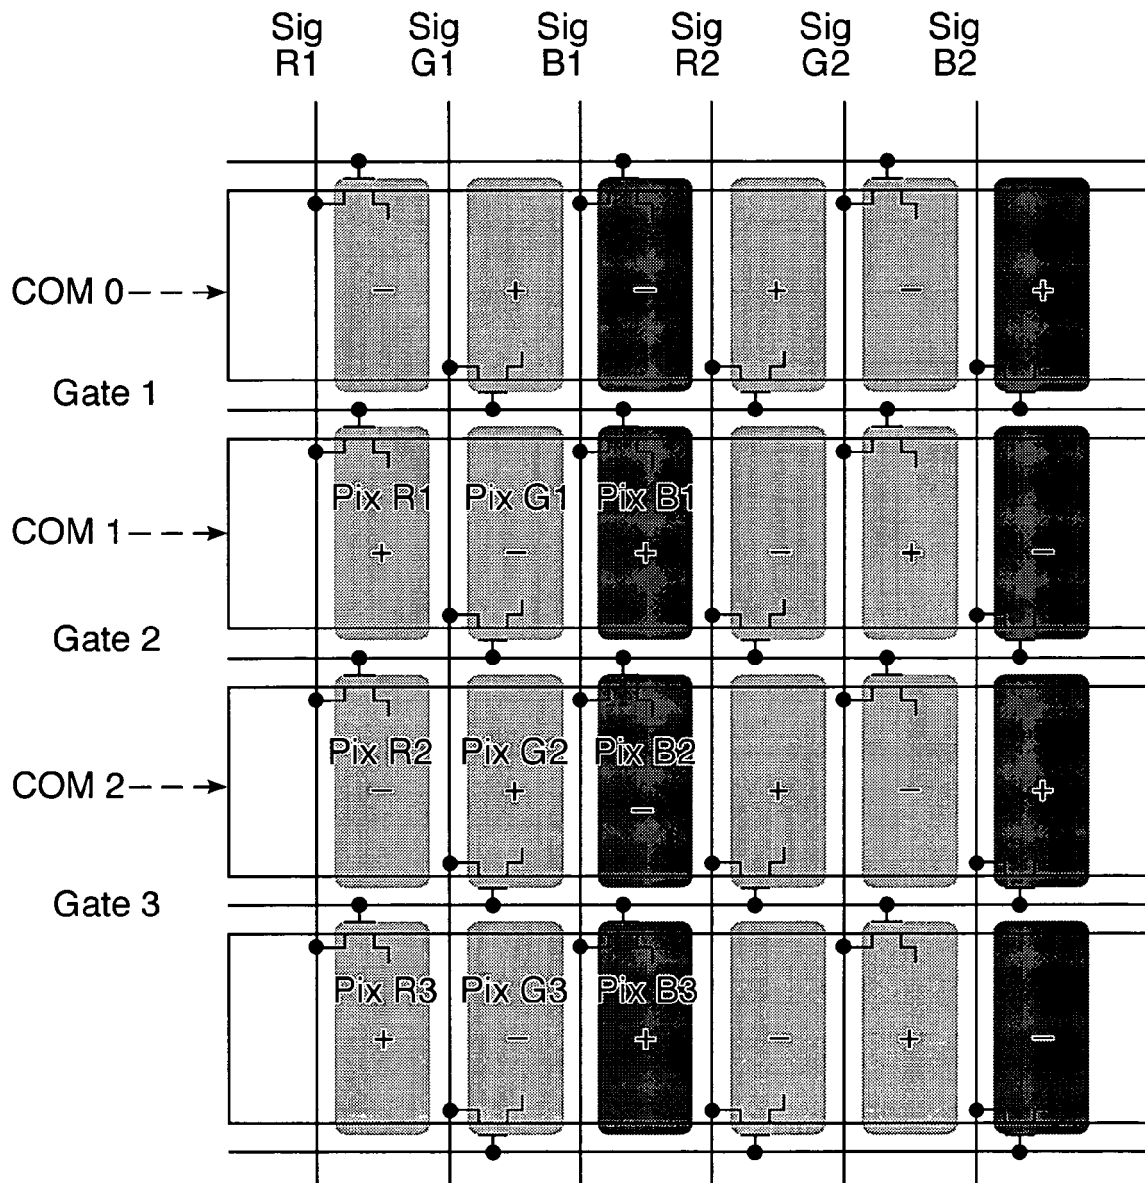 Sig R1 Sig G1 Sig B1 Sig R2 Sig G2 Sig B2
− + − + − +
COM 0
Gate 1
Pix R1 Pix G1 Pix B1
COM 1
+ − + − + −
Gate 2
Pix R2 Pix G2 Pix B2
COM 2
− + − + − +
Gate 3
Pix R3 Pix G3 Pix B3
+ − + − + −